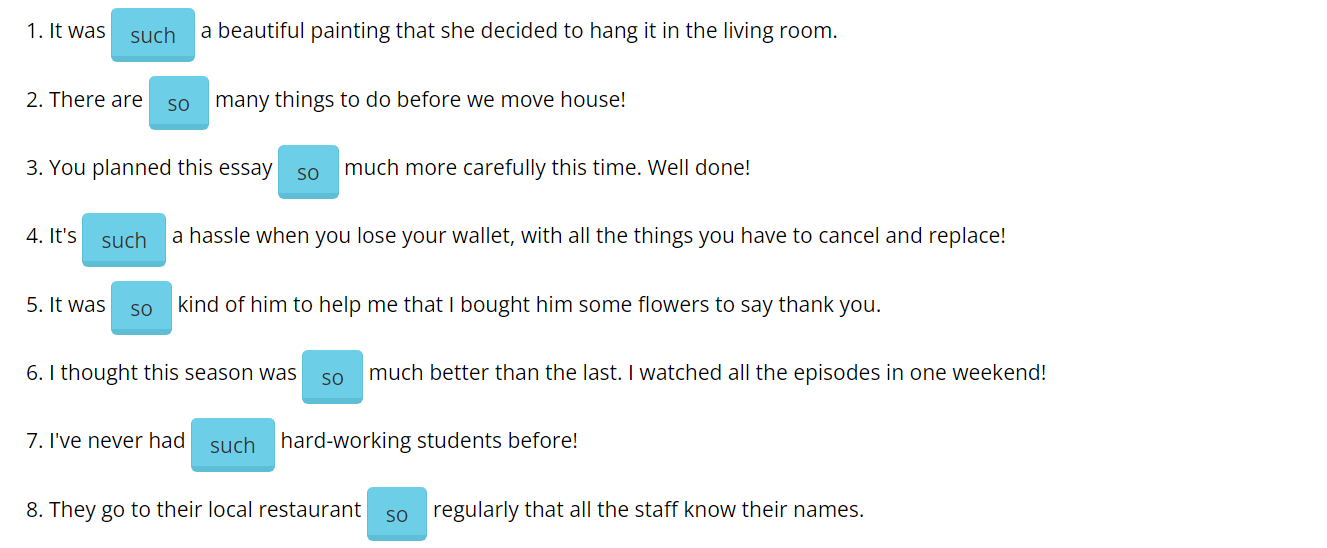 1. It was such a beautiful painting that she decided to hang it in the living room.
2. There are so many things to do before we move house!
3. You planned this essay so much more carefully this time. Well done!
4. It's such a hassle when you lose your wallet, with all the things you have to cancel and replace!
5. It was so kind of him to help me that I bought him some flowers to say thank you.
6. I thought this season was so much better than the last. I watched all the episodes in one weekend!
7. I've never had such hard-working students before!
8. They go to their local restaurant so regularly that all the staff know their names.